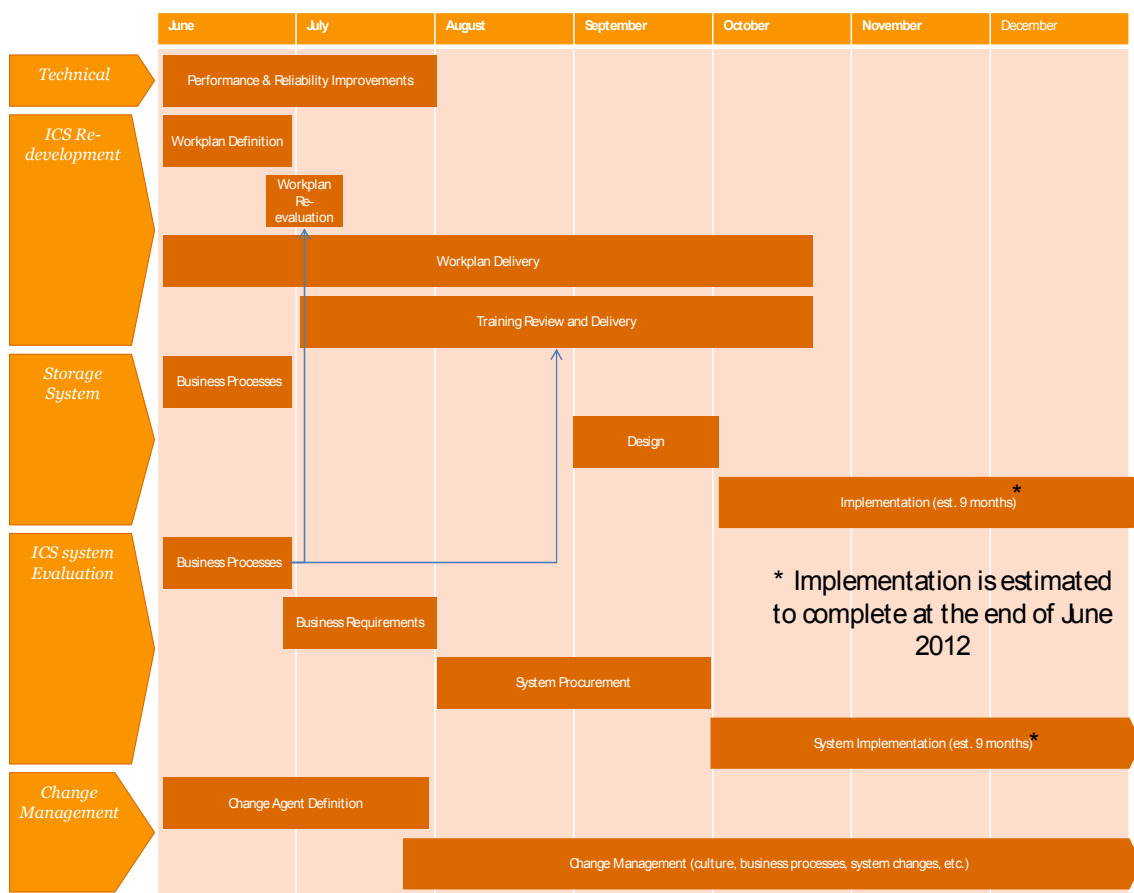 June July August September October November December
Technical
Performance & Reliability Improvements
ICS Re-
development
Workplan Definition
Workplan
Re-
evaluation
Workplan Delivery
Training Review and Delivery
Storage
System
Business Processes
Design
Implementation (est. 9 months)*
ICS system
Evaluation
Business Processes
* Implementation is estimated
to complete at the end of June
2012
Business Requirements
System Procurement
System Implementation (est. 9 months)*
Change
Management
Change Agent Definition
Change Management (culture, business processes, system changes, etc.)